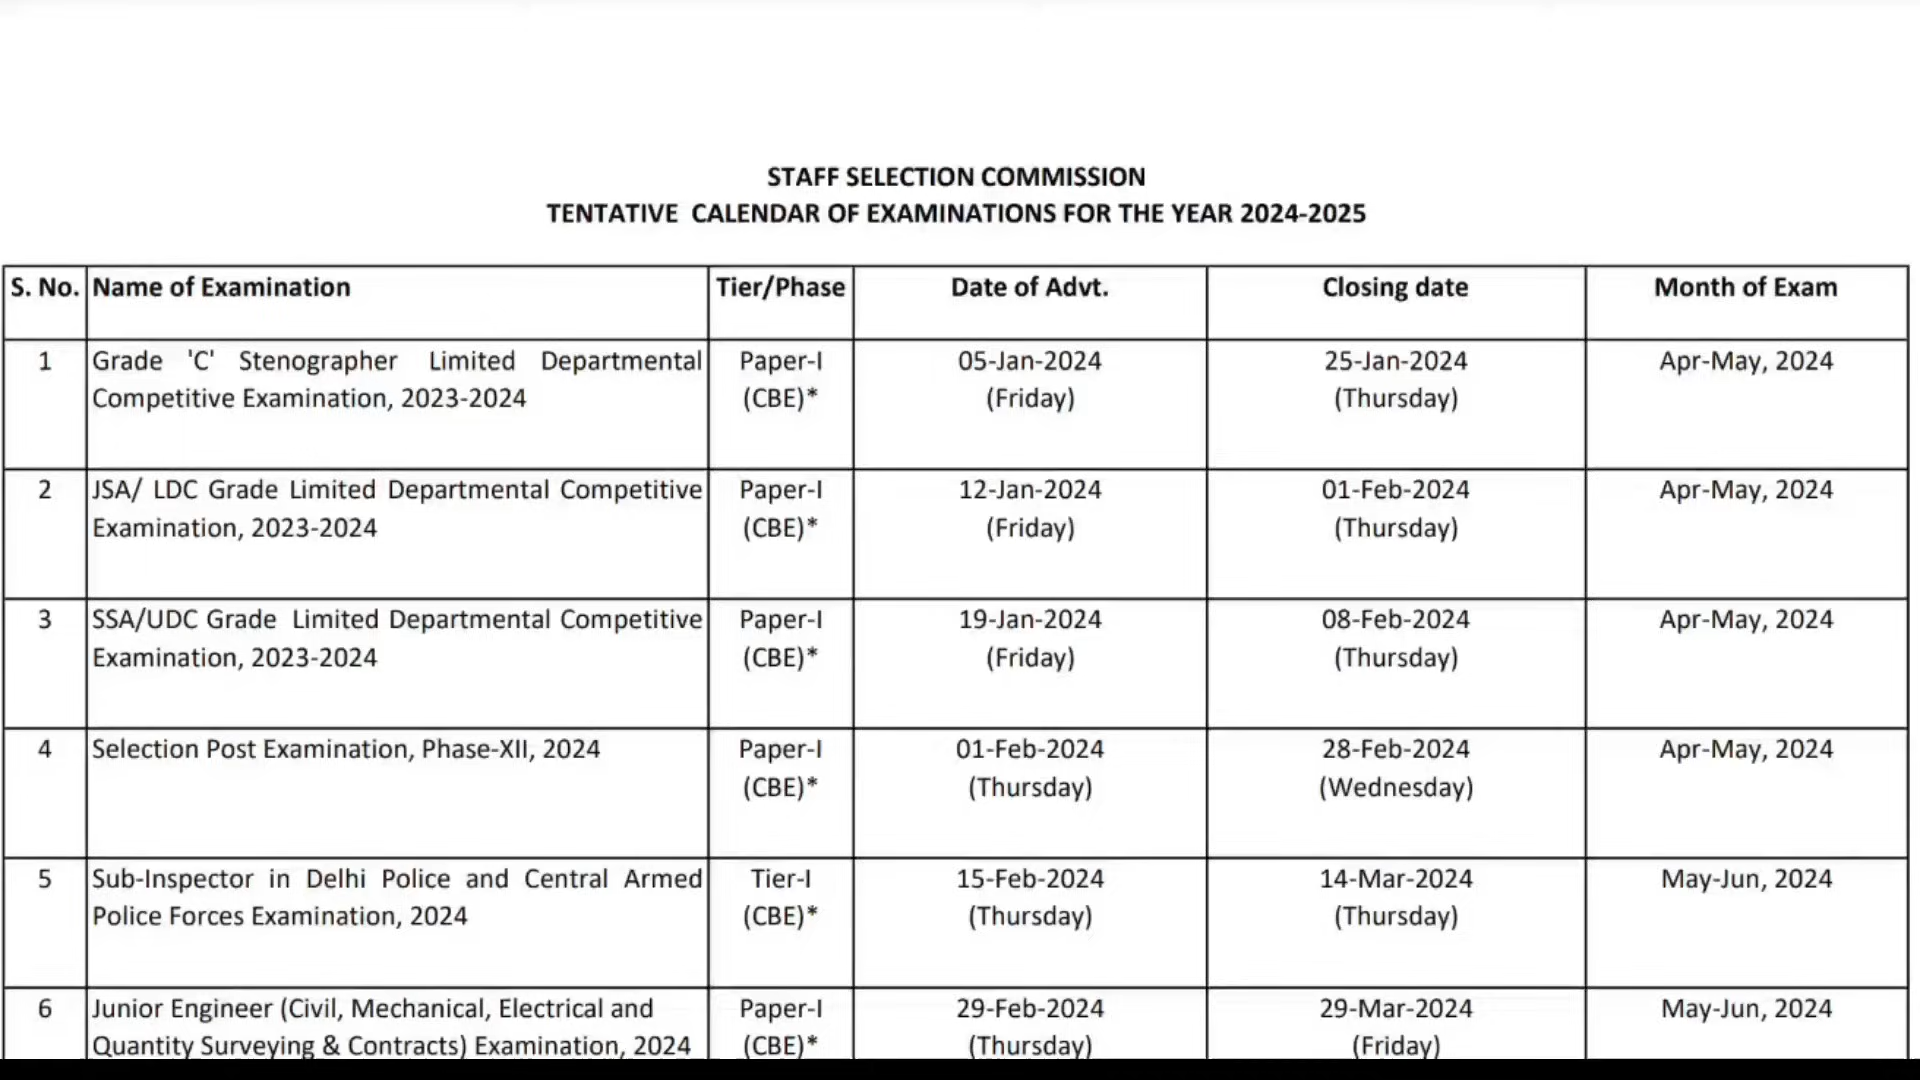 STAFF SELECTION COMMISSION
TENTATIVE CALENDAR OF EXAMINATIONS FOR THE YEAR 2024-2025
S. No. Name of Examination Tier/Phase Date of Advt. Closing date Month of Exam
1 Grade 'C' Stenographer Limited Departmental Paper-I 05-Jan-2024 25-Jan-2024 Apr-May, 2024
Competitive Examination, 2023-2024 (CBE)* (Friday) (Thursday)
2 JSA/ LDC Grade Limited Departmental Competitive Paper-I 12-Jan-2024 01-Feb-2024 Apr-May, 2024
Examination, 2023-2024 (CBE)* (Friday) (Thursday)
3 SSA/UDC Grade Limited Departmental Competitive Paper-I 19-Jan-2024 08-Feb-2024 Apr-May, 2024
Examination, 2023-2024 (CBE)* (Friday) (Thursday)
4 Selection Post Examination, Phase-XII, 2024 Paper-I 01-Feb-2024 28-Feb-2024 Apr-May, 2024
(CBE)* (Thursday) (Wednesday)
5 Sub-Inspector in Delhi Police and Central Armed Tier-I 15-Feb-2024 14-Mar-2024 May-Jun, 2024
Police Forces Examination, 2024 (CBE)* (Thursday) (Thursday)
6 Junior Engineer (Civil, Mechanical, Electrical and Paper-I 29-Feb-2024 29-Mar-2024 May-Jun, 2024
Quantity Surveying & Contracts) Examination, 2024 (CBE)* (Thursday) (Friday)